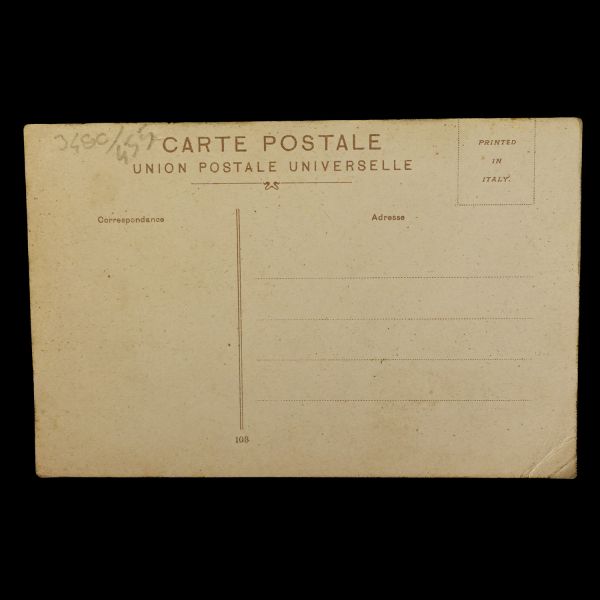 CARTE POSTALE
UNION POSTALE UNIVERSELLE
PRINTED
IN
ITALY.
Correspondance
Adresse
108